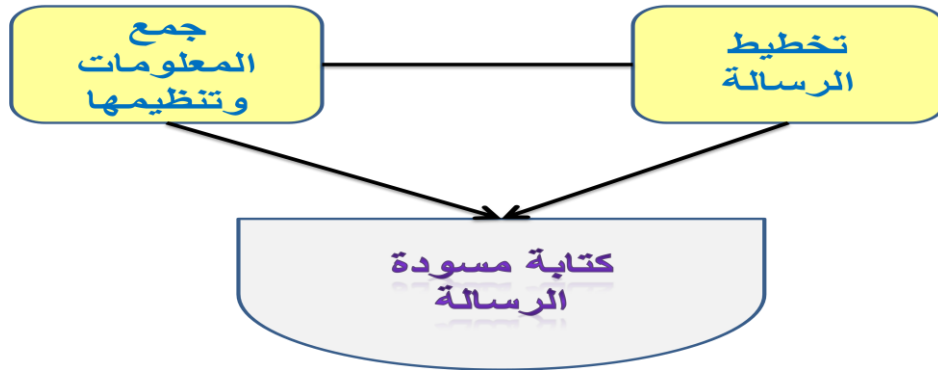 تخطيط
الرسالة
جمع
المعلومات
وتنظيمها
كتابة مسودة
الرسالة